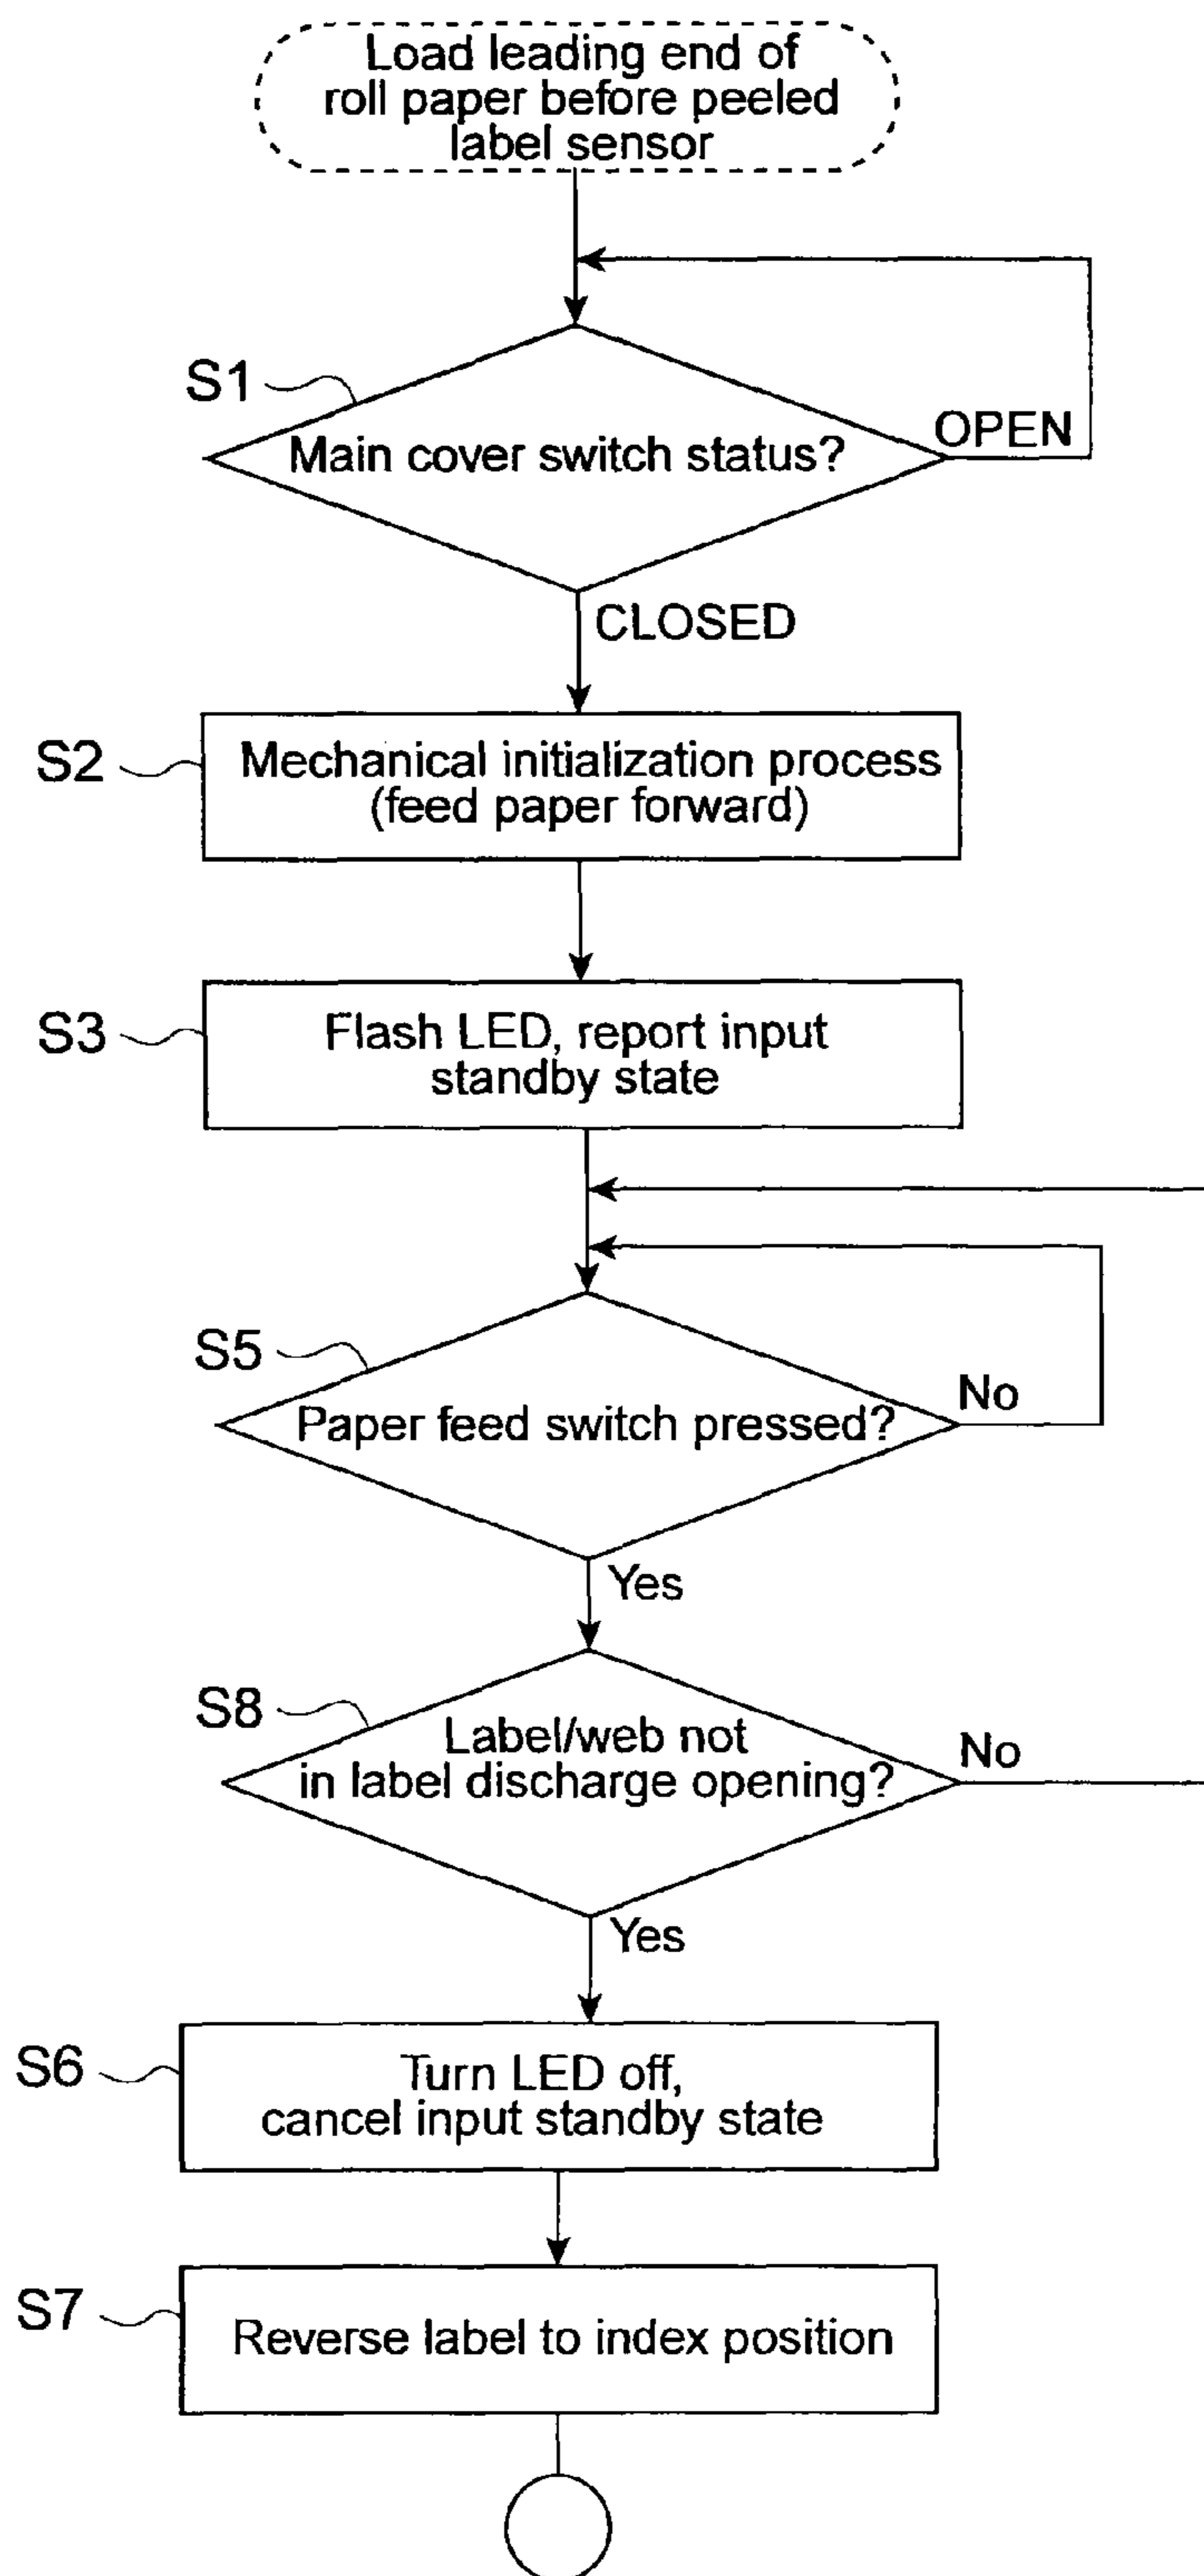 Load leading end of
roll paper before peeled
label sensor
S1
Main cover switch status?
OPEN
CLOSED
S2
Mechanical initialization process
(feed paper forward)
S3
Flash LED, report input
standby state
S5
Paper feed switch pressed?
No
Yes
S8
Label/web not
in label discharge opening?
No
Yes
S6
Turn LED off,
cancel input standby state
S7
Reverse label to index position